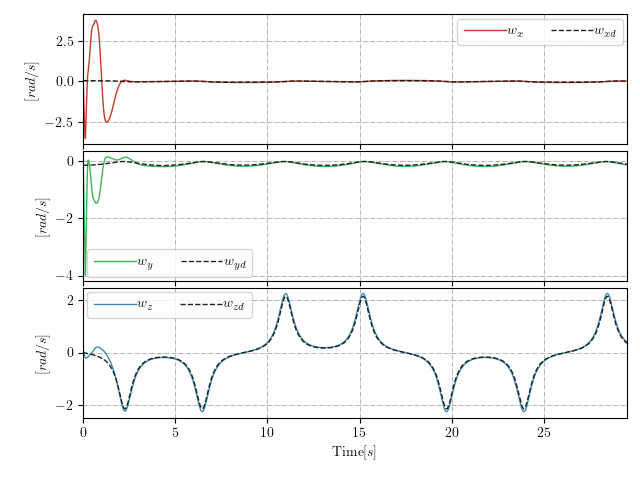 2.5
0.0
−2.5
[rad/s]
w_x w_xd
0
−2
−4
[rad/s]
w_y w_yd
2
0
−2
[rad/s]
w_z w_zd
0 5 10 15 20 25
Time[s]